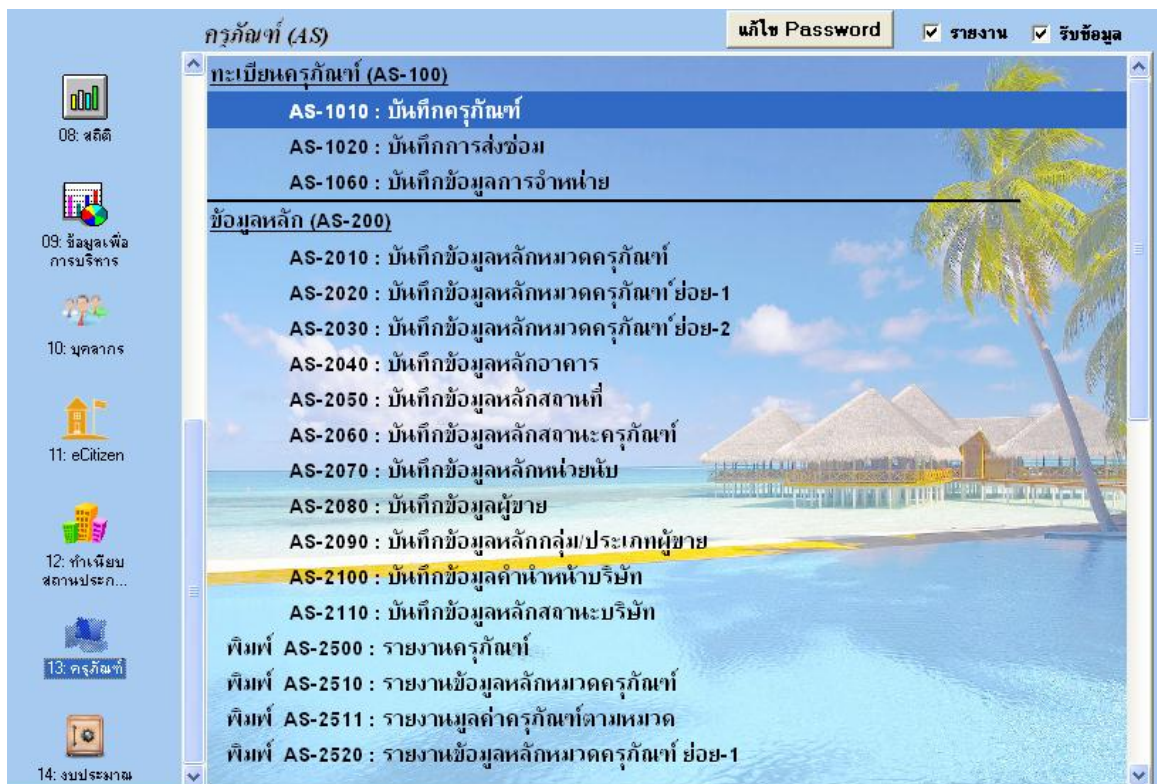 ครุภัณฑ์ (AS)
แก้ไข Password
รายงาน
รับข้อมูล
08: สถิติ
09: ข้อมูลเพื่อ
การบริหาร
10: บุคลากร
11: eCitizen
12: ทำเนียบ
สถานประก...
13: ครุภัณฑ์
14: งบประมาณ
ทะเบียนครุภัณฑ์ (AS-100)
AS-1010 : บันทึกครุภัณฑ์
AS-1020 : บันทึกการส่งซ่อม
AS-1060 : บันทึกข้อมูลการจำหน่าย
ข้อมูลหลัก (AS-200)
AS-2010 : บันทึกข้อมูลหลักหมวดครุภัณฑ์
AS-2020 : บันทึกข้อมูลหลักหมวดครุภัณฑ์ ย่อย-1
AS-2030 : บันทึกข้อมูลหลักหมวดครุภัณฑ์ ย่อย-2
AS-2040 : บันทึกข้อมูลหลักอาคาร
AS-2050 : บันทึกข้อมูลหลักสถานที่
AS-2060 : บันทึกข้อมูลหลักสถานะครุภัณฑ์
AS-2070 : บันทึกข้อมูลหลักหน่วยนับ
AS-2080 : บันทึกข้อมูลผู้ขาย
AS-2090 : บันทึกข้อมูลหลักกลุ่ม/ประเภทผู้ขาย
AS-2100 : บันทึกข้อมูลคำนำหน้าบริษัท
AS-2110 : บันทึกข้อมูลหลักสถานะบริษัท
พิมพ์ AS-2500 : รายงานครุภัณฑ์
พิมพ์ AS-2510 : รายงานข้อมูลหลักหมวดครุภัณฑ์
พิมพ์ AS-2511 : รายงานมูลค่าครุภัณฑ์ตามหมวด
พิมพ์ AS-2520 : รายงานข้อมูลหลักหมวดครุภัณฑ์ ย่อย-1